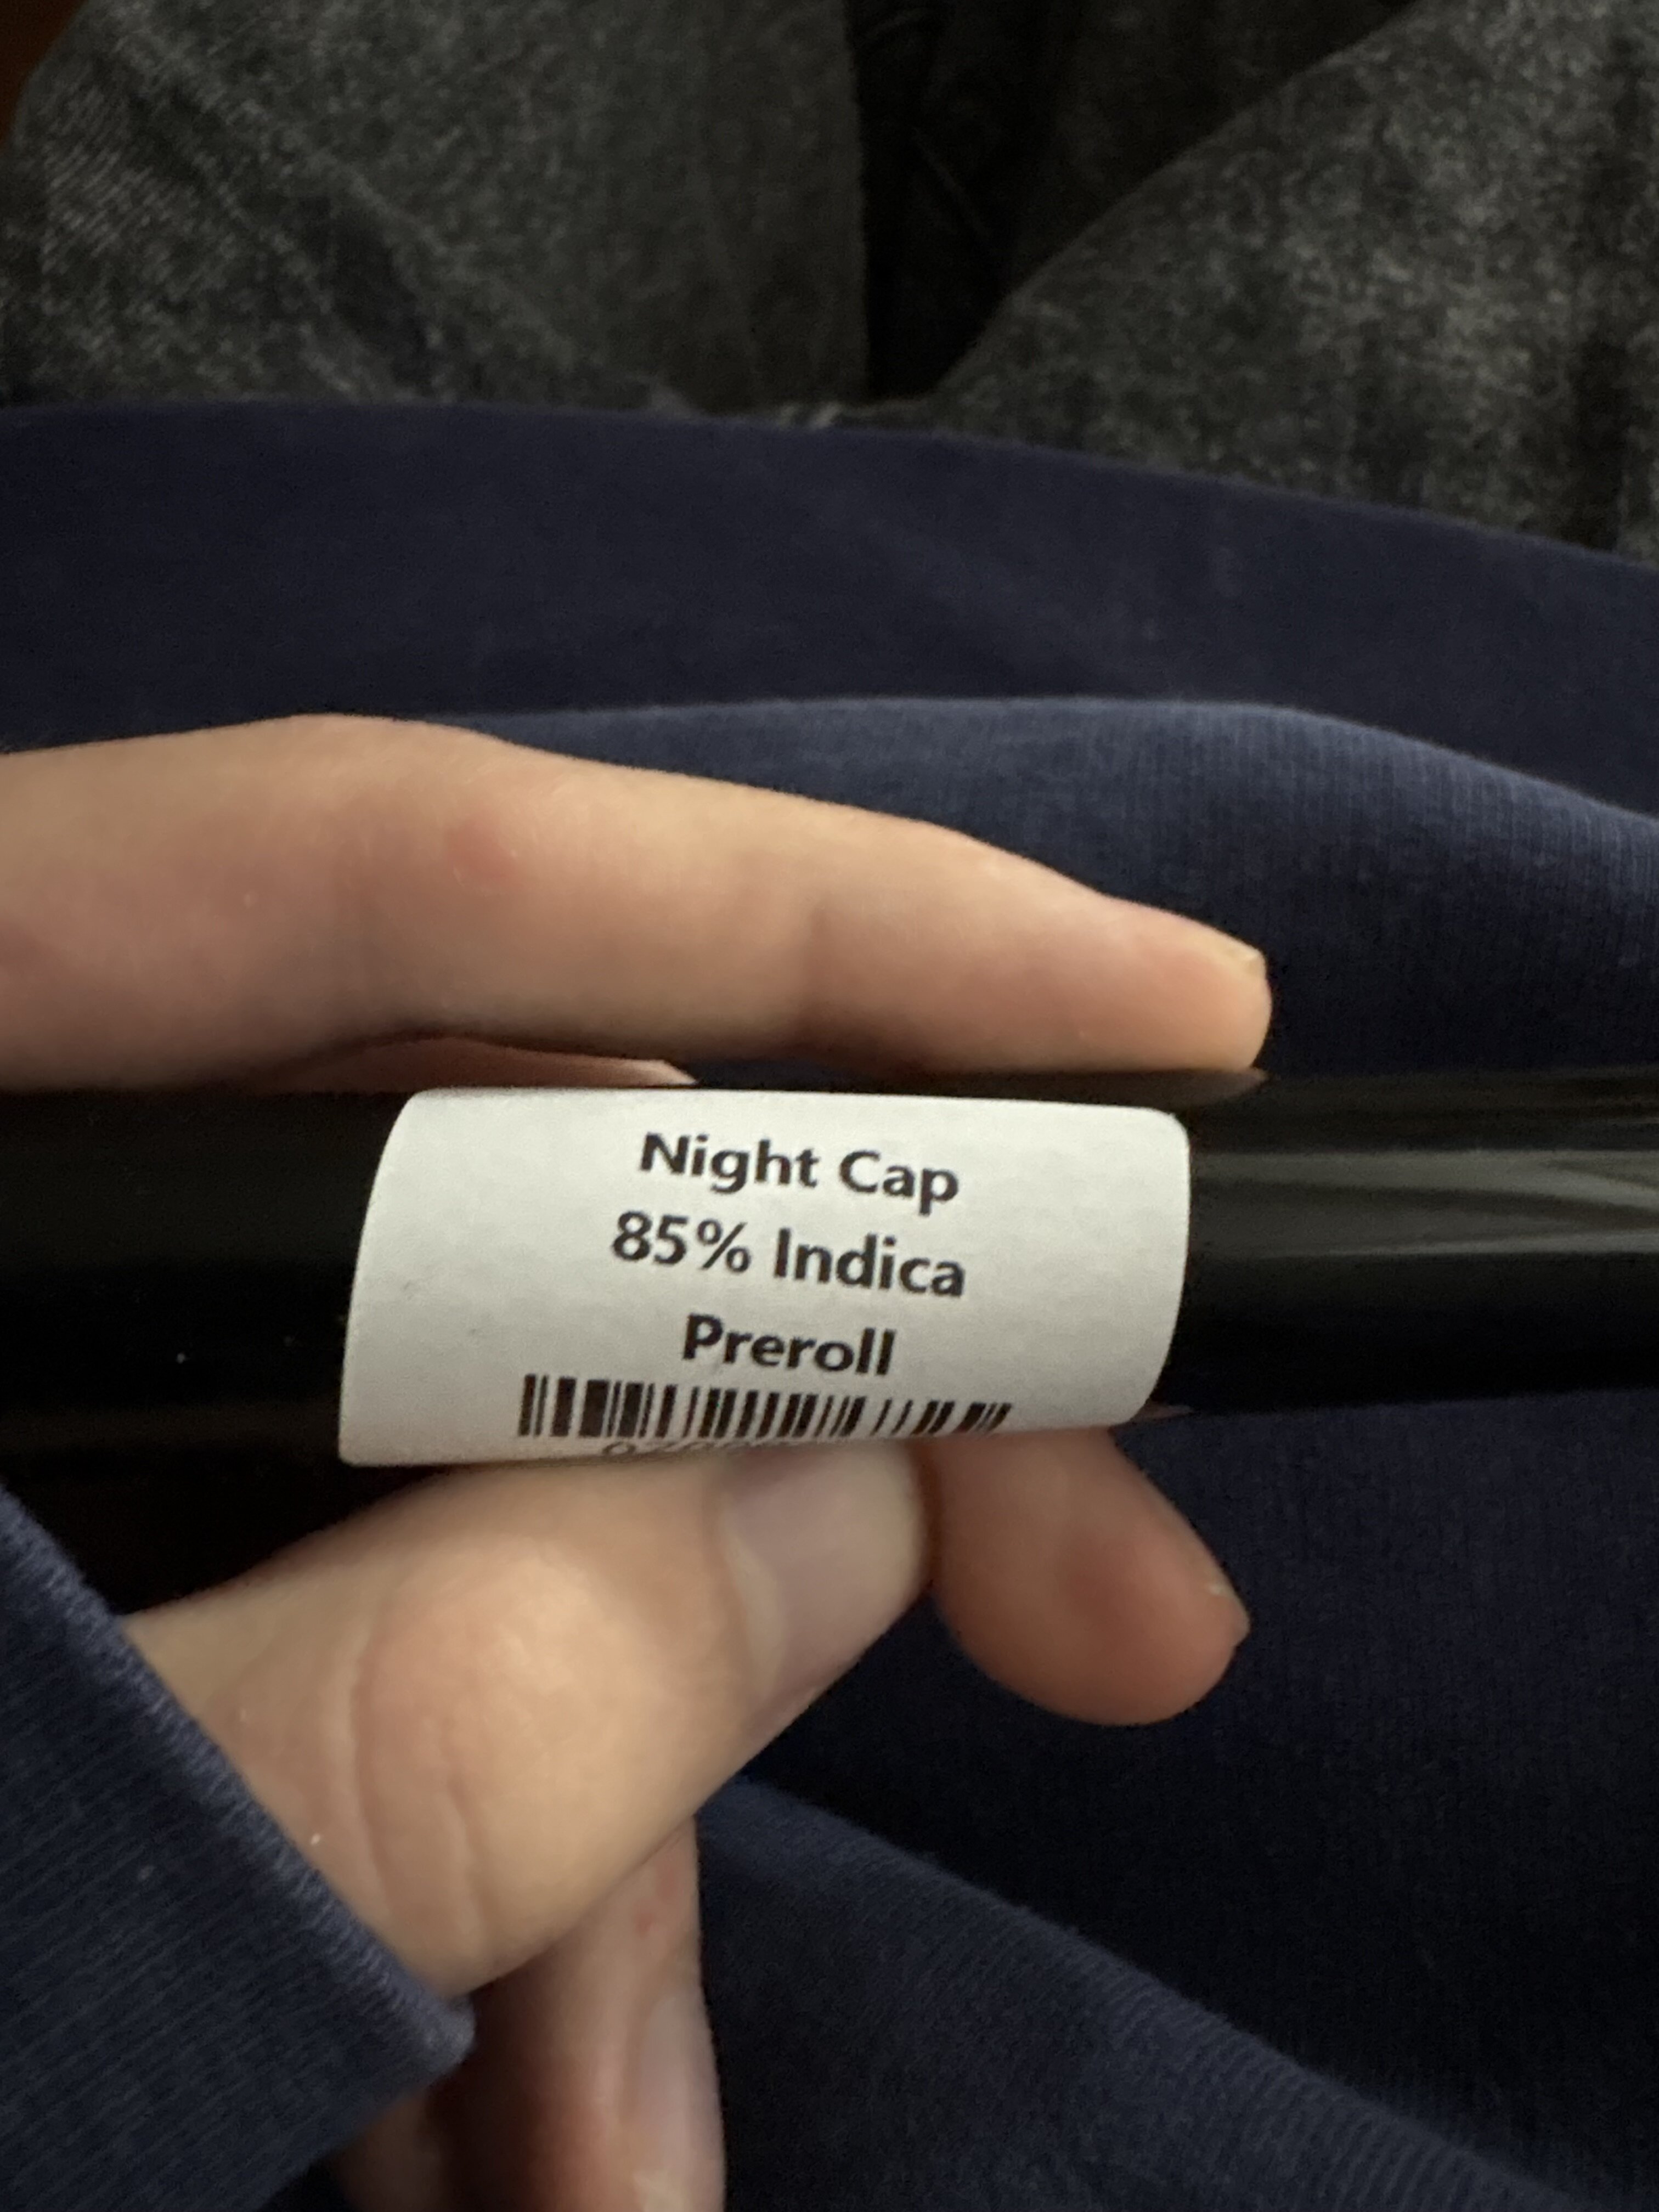 Night Cap
85% Indica
Preroll